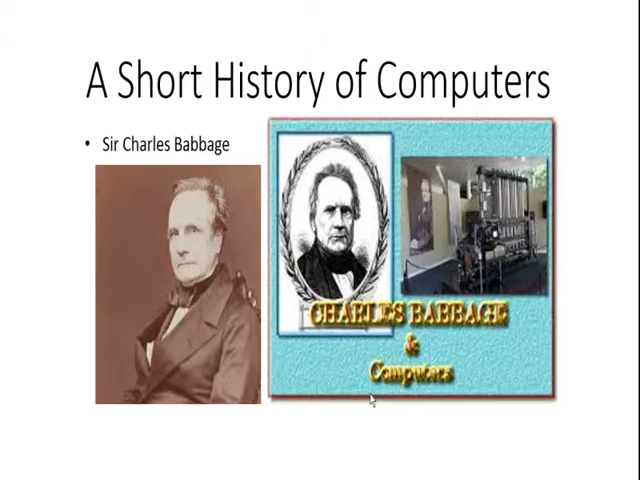 A Short History of Computers
• Sir Charles Babbage
CHARLES BABBAGE
&
Computers